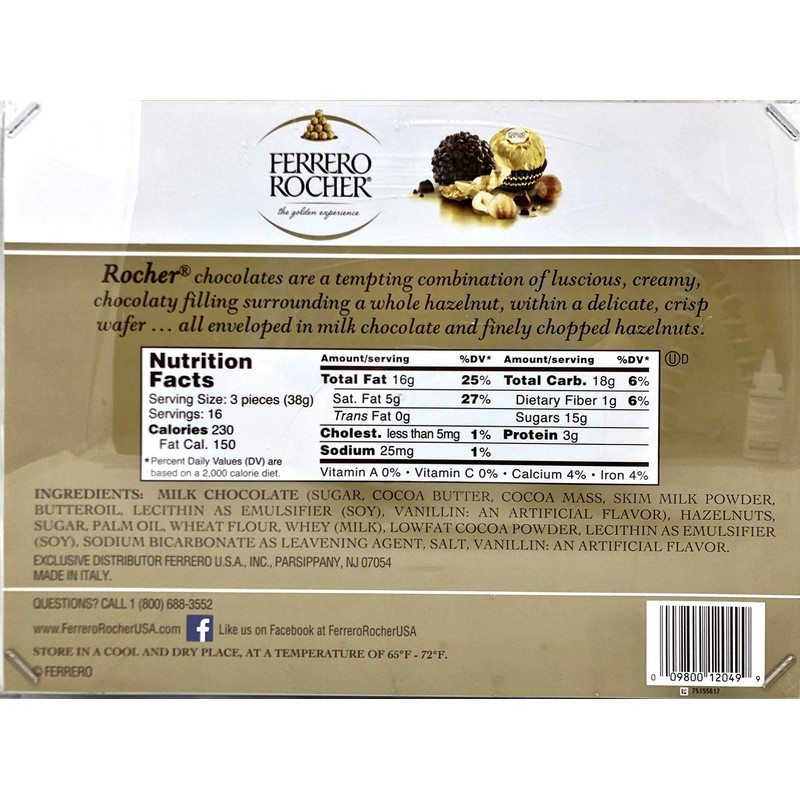 FERRERO
ROCHER®
the golden experience
Rocher® chocolates are a tempting combination of luscious, creamy,
chocolaty filling surrounding a whole hazelnut, within a delicate, crisp
wafer ... all enveloped in milk chocolate and finely chopped hazelnuts.
Nutrition
Facts
Serving Size: 3 pieces (38g)
Servings: 16
Calories 230
Fat Cal. 150
*Percent Daily Values (DV) are
based on a 2,000 calorie diet.
Amount/serving %DV* Amount/serving %DV*
Total Fat 16g 25% Total Carb. 18g 6%
Sat. Fat 5g 27% Dietary Fiber 1g 6%
Trans Fat 0g Sugars 15g
Cholest. less than 5mg 1% Protein 3g
Sodium 25mg 1%
Vitamin A 0% • Vitamin C 0% • Calcium 4% • Iron 4%
ⓊD
INGREDIENTS: MILK CHOCOLATE (SUGAR, COCOA BUTTER, COCOA MASS, SKIM MILK POWDER,
BUTTEROIL, LECITHIN AS EMULSIFIER (SOY), VANILLIN: AN ARTIFICIAL FLAVOR), HAZELNUTS,
SUGAR, PALM OIL, WHEAT FLOUR, WHEY (MILK), LOWFAT COCOA POWDER, LECITHIN AS EMULSIFIER
(SOY), SODIUM BICARBONATE AS LEAVENING AGENT, SALT, VANILLIN: AN ARTIFICIAL FLAVOR.
EXCLUSIVE DISTRIBUTOR FERRERO U.S.A., INC., PARSIPPANY, NJ 07054
MADE IN ITALY.
QUESTIONS? CALL 1 (800) 688-3552
www.FerreroRocherUSA.com f Like us on Facebook at FerreroRocherUSA
STORE IN A COOL AND DRY PLACE, AT A TEMPERATURE OF 65°F - 72°F.
© FERRERO
0 09800 12049 9
75155617